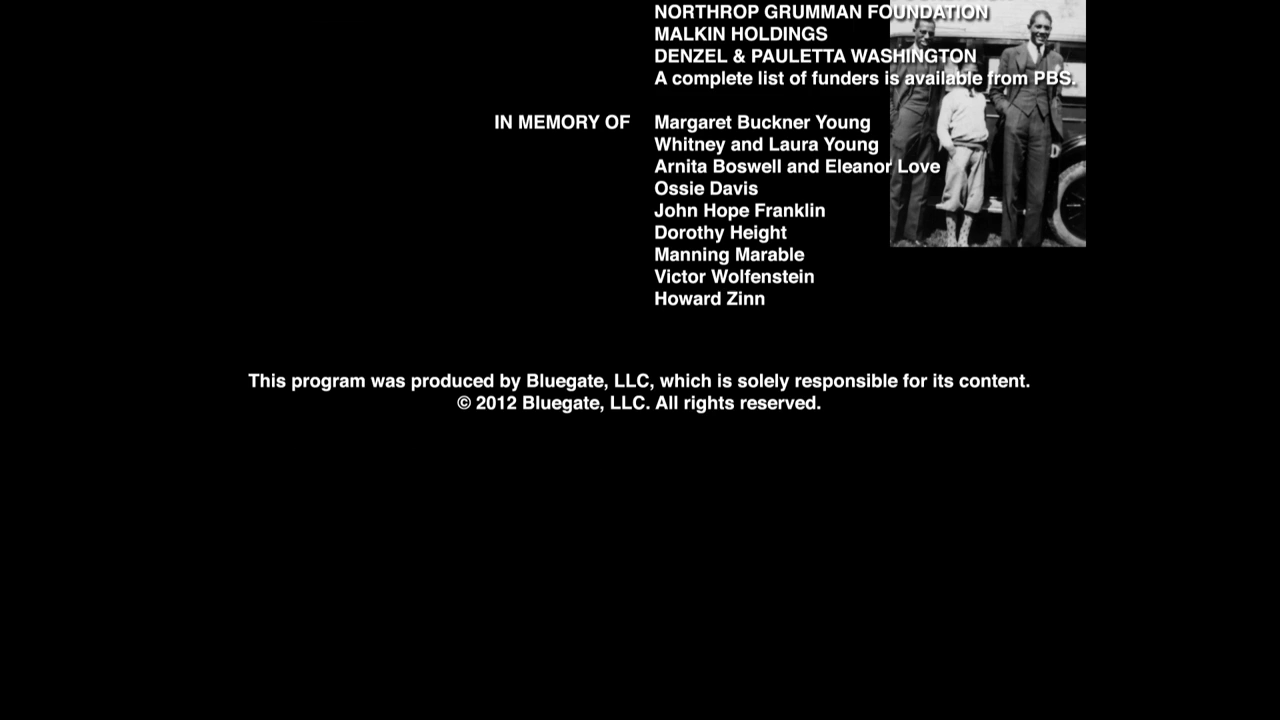 NORTHROP GRUMMAN FOUNDATION
MALKIN HOLDINGS
DENZEL & PAULETTA WASHINGTON
A complete list of funders is available from PBS.
IN MEMORY OF Margaret Buckner Young
Whitney and Laura Young
Arnita Boswell and Eleanor Love
Ossie Davis
John Hope Franklin
Dorothy Height
Manning Marable
Victor Wolfenstein
Howard Zinn
This program was produced by Bluegate, LLC, which is solely responsible for its content.
© 2012 Bluegate, LLC. All rights reserved.